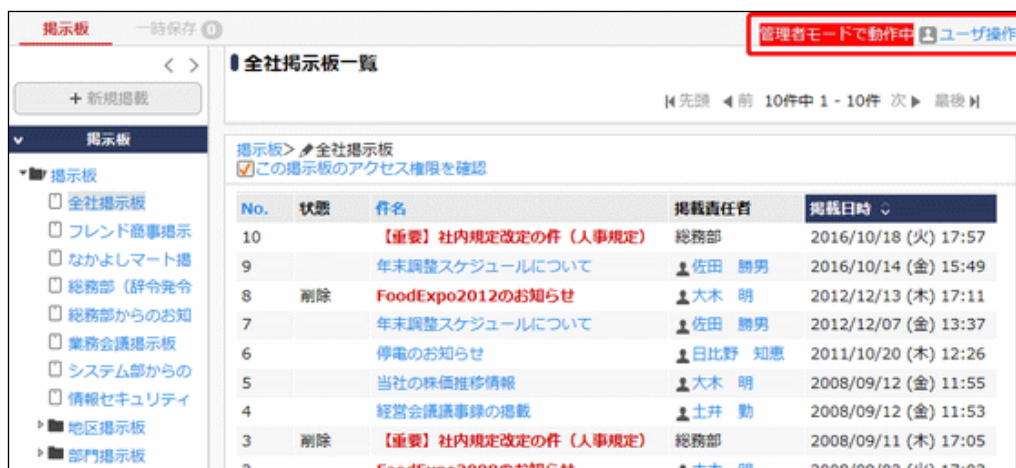 掲示板 一時保存 0
管理者モードで動作中 ユーザ操作
+ 新規掲載
全社掲示板一覧
先頭 前 10件中 1 - 10件 次 最後
掲示板
掲示板
全社掲示板
フレンド商事掲示
なかよしマート掲
総務部(辞令発令
総務部からのお知
業務会議掲示板
システム部からの
情報セキュリティ
地区掲示板
部門掲示板
掲示板> 全社掲示板
この掲示板のアクセス権限を確認
No. 状態 件名 掲載責任者 掲載日時
10 【重要】社内規定改定の件(人事規定) 総務部 2016/10/18 (火) 17:57
9 年末調整スケジュールについて 佐田 勝男 2016/10/14 (金) 15:49
8 削除 FoodExpo2012のお知らせ 大木 明 2012/12/13 (木) 17:11
7 年末調整スケジュールについて 佐田 勝男 2012/12/07 (金) 13:37
6 停電のお知らせ 日比野 知恵 2011/10/20 (木) 12:26
5 当社の株価推移情報 大木 明 2008/09/12 (金) 11:55
4 経営会議議事録の掲載 土井 勤 2008/09/12 (金) 11:53
3 削除 【重要】社内規定改定の件(人事規定) 総務部 2008/09/11 (木) 17:05